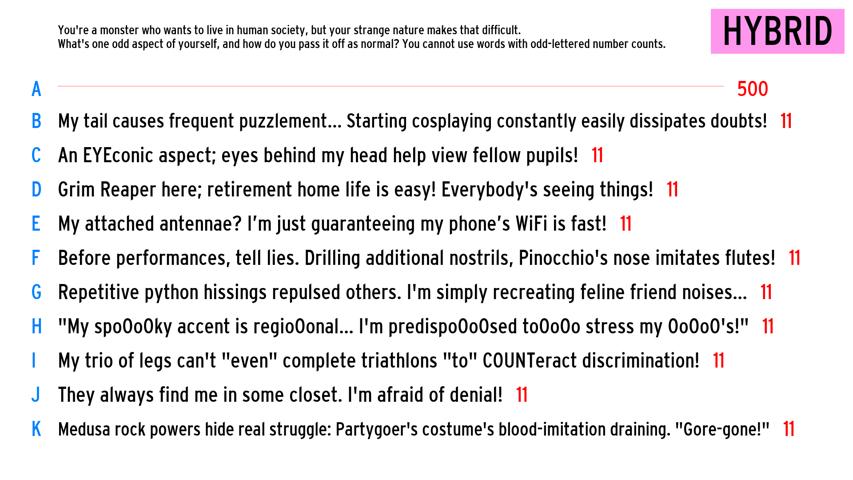 You're a monster who wants to live in human society, but your strange nature makes that difficult.
What's one odd aspect of yourself, and how do you pass it off as normal? You cannot use words with odd-lettered number counts.
HYBRID
A 500
B My tail causes frequent puzzlement... Starting cosplaying constantly easily dissipates doubts! 11
C An EYEconic aspect; eyes behind my head help view fellow pupils! 11
D Grim Reaper here; retirement home life is easy! Everybody's seeing things! 11
E My attached antennae? I'm just guaranteeing my phone's WiFi is fast! 11
F Before performances, tell lies. Drilling additional nostrils, Pinocchio's nose imitates flutes! 11
G Repetitive python hissings repulsed others. I'm simply recreating feline friend noises... 11
H "My spoOoOky accent is regioOonal... I'm predispoOoOsed toOoOo stress my OoOoO's!" 11
I My trio of legs can't "even" complete triathlons "to" COUNTeract discrimination! 11
J They always find me in some closet. I'm afraid of denial! 11
K Medusa rock powers hide real struggle: Partygoer's costume's blood-imitation draining. "Gore-gone!" 11